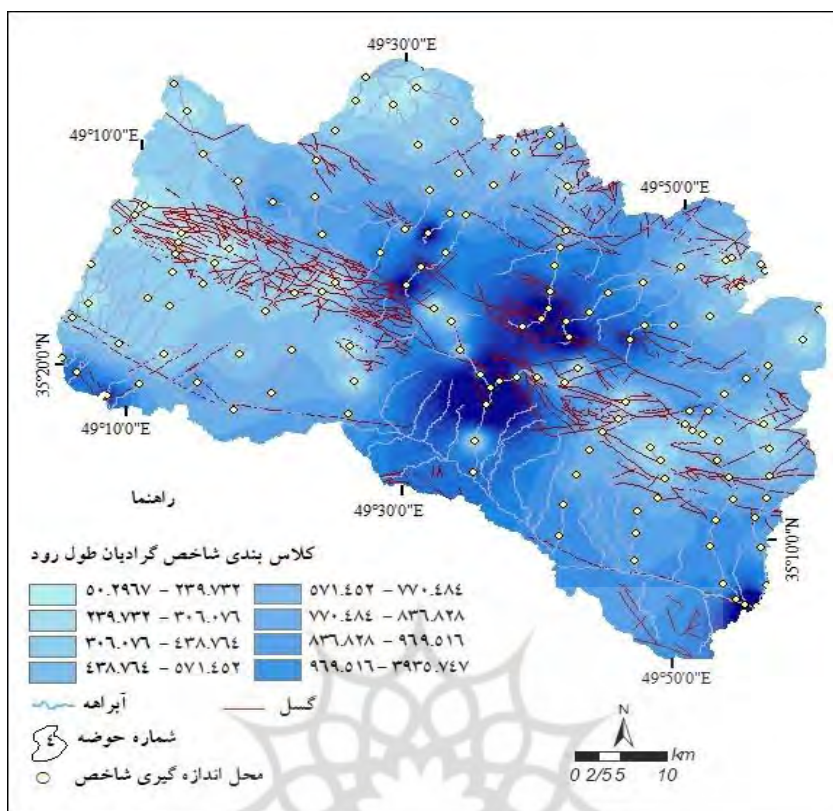 49°30'0"E
49°10'0"E
49°50'0"E
35°20'0"N
49°10'0"E
49°30'0"E
35°10'0"N
49°50'0"E
راهنما
کلاس بندی شاخص گرادیان طول رود
۵۰.۲۹۶۷ - ۲۳۹.۷۳۲
۲۳۹.۷۳۲ - ۳۰۶.۰۷۶
۳۰۶.۰۷۶ - ۴۳۸.۷۶۴
۴۳۸.۷۶۴ - ۵۷۱.۴۵۲
۵۷۱.۴۵۲ - ۷۷۰.۴۸۴
۷۷۰.۴۸۴ - ۸۳۶.۸۲۸
۸۳۶.۸۲۸ - ۹۶۹.۵۱۶
۹۶۹.۵۱۶ - ۳۹۳۵.۷۴۷
آبراهه
گسل
شماره حوضه
٤
محل اندازه گیری شاخص
N
km
0 2/55 10